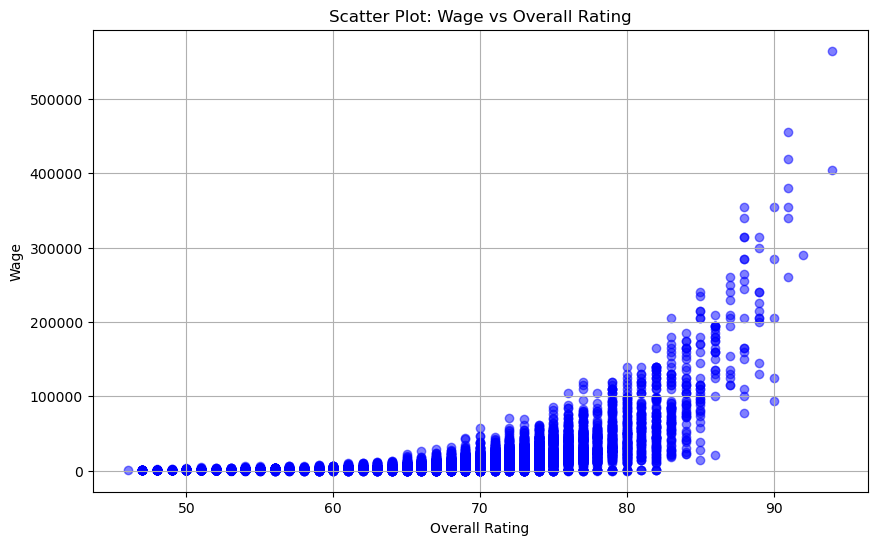 Scatter Plot: Wage vs Overall Rating
500000
400000
300000
200000
100000
0
Wage
50 60 70 80 90
Overall Rating